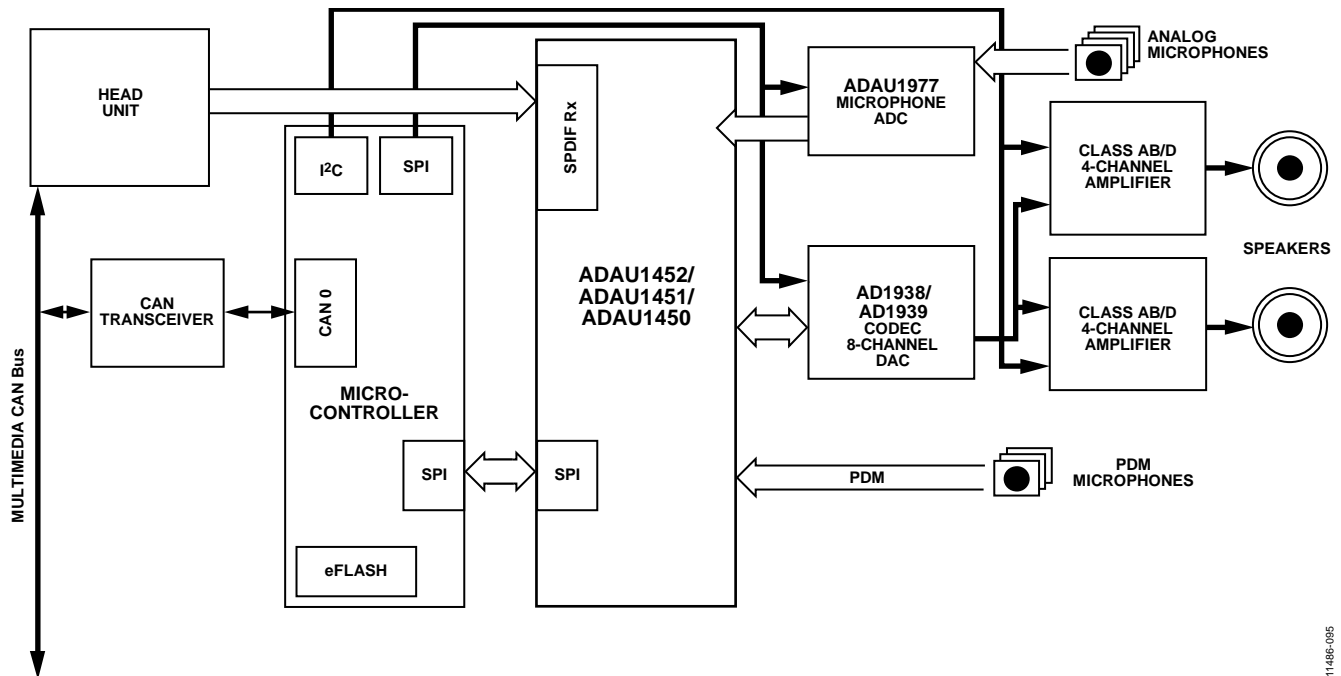 HEAD
UNIT
I²C
SPI
SPDIF Rx
ADAU1977
MICROPHONE
ADC
ANALOG
MICROPHONES
CLASS AB/D
4-CHANNEL
AMPLIFIER
SPEAKERS
CAN
TRANSCEIVER
CAN 0
MICRO-
CONTROLLER
ADAU1452/
ADAU1451/
ADAU1450
AD1938/
AD1939
CODEC
8-CHANNEL
DAC
CLASS AB/D
4-CHANNEL
AMPLIFIER
MULTIMEDIA CAN Bus
SPI
SPI
PDM
PDM
MICROPHONES
eFLASH
11486-095